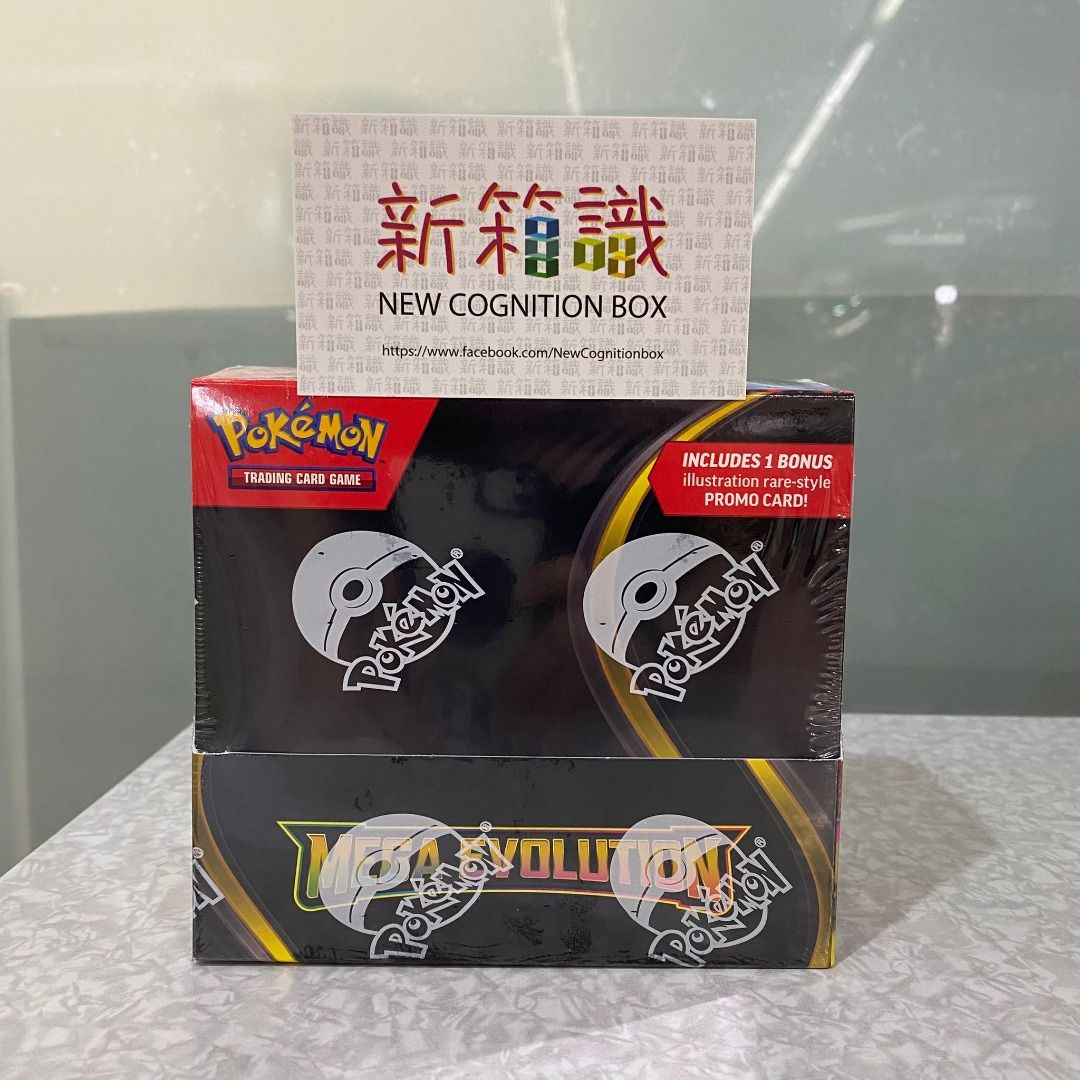 新箱識
NEW COGNITION BOX
https://www.facebook.com/NewCognitionbox
POKéMON
TRADING CARD GAME
INCLUDES 1 BONUS
illustration rare-style
PROMO CARD!
POKéMON®
POKéMON®
MEGA EVOLUTION
POKéMON®
POKéMON®